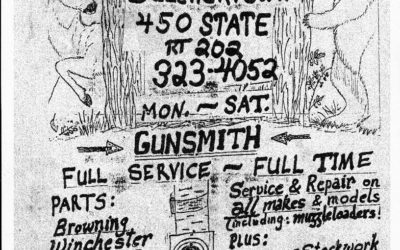 450 STATE
RT 202
323-4052
MON. ~ SAT.
GUNSMITH
FULL SERVICE ~ FULL TIME
PARTS:
Browning
Winchester
Service & Repair on
all makes & models
(including: muzzleloaders!
Plus:
Stockwork